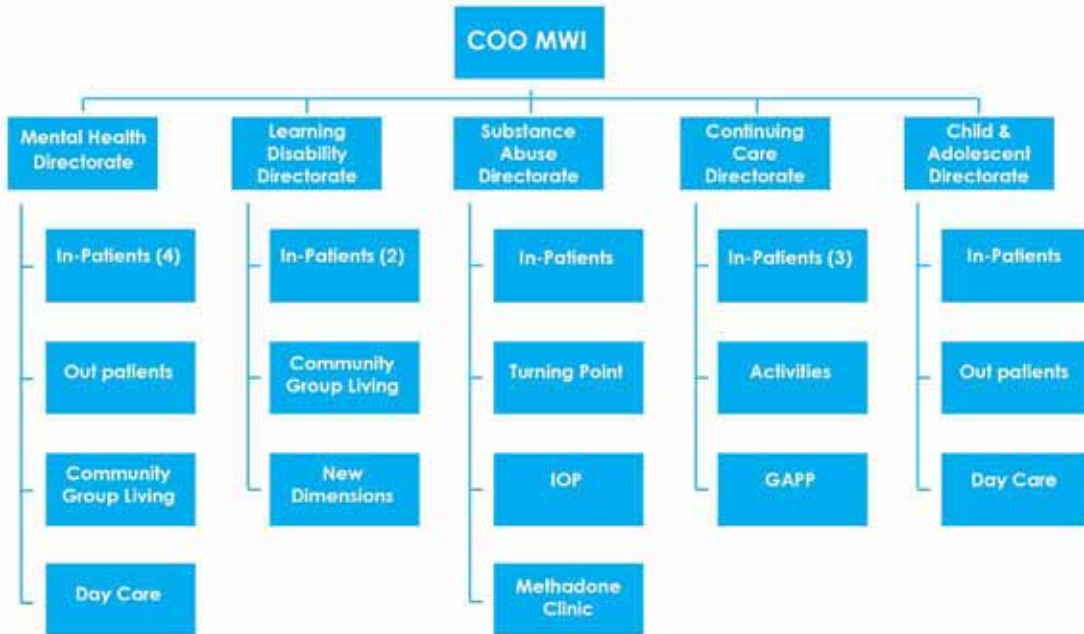 COO MWI
Mental Health
Directorate
Learning
Disability
Directorate
Substance
Abuse
Directorate
Continuing
Care
Directorate
Child &
Adolescent
Directorate
In-Patients (4)
In-Patients (2)
In-Patients
In-Patients (3)
In-Patients
Out patients
Community
Group Living
Turning Point
Activities
Out patients
Community
Group Living
New
Dimensions
IOP
GAPP
Day Care
Day Care
Methadone
Clinic